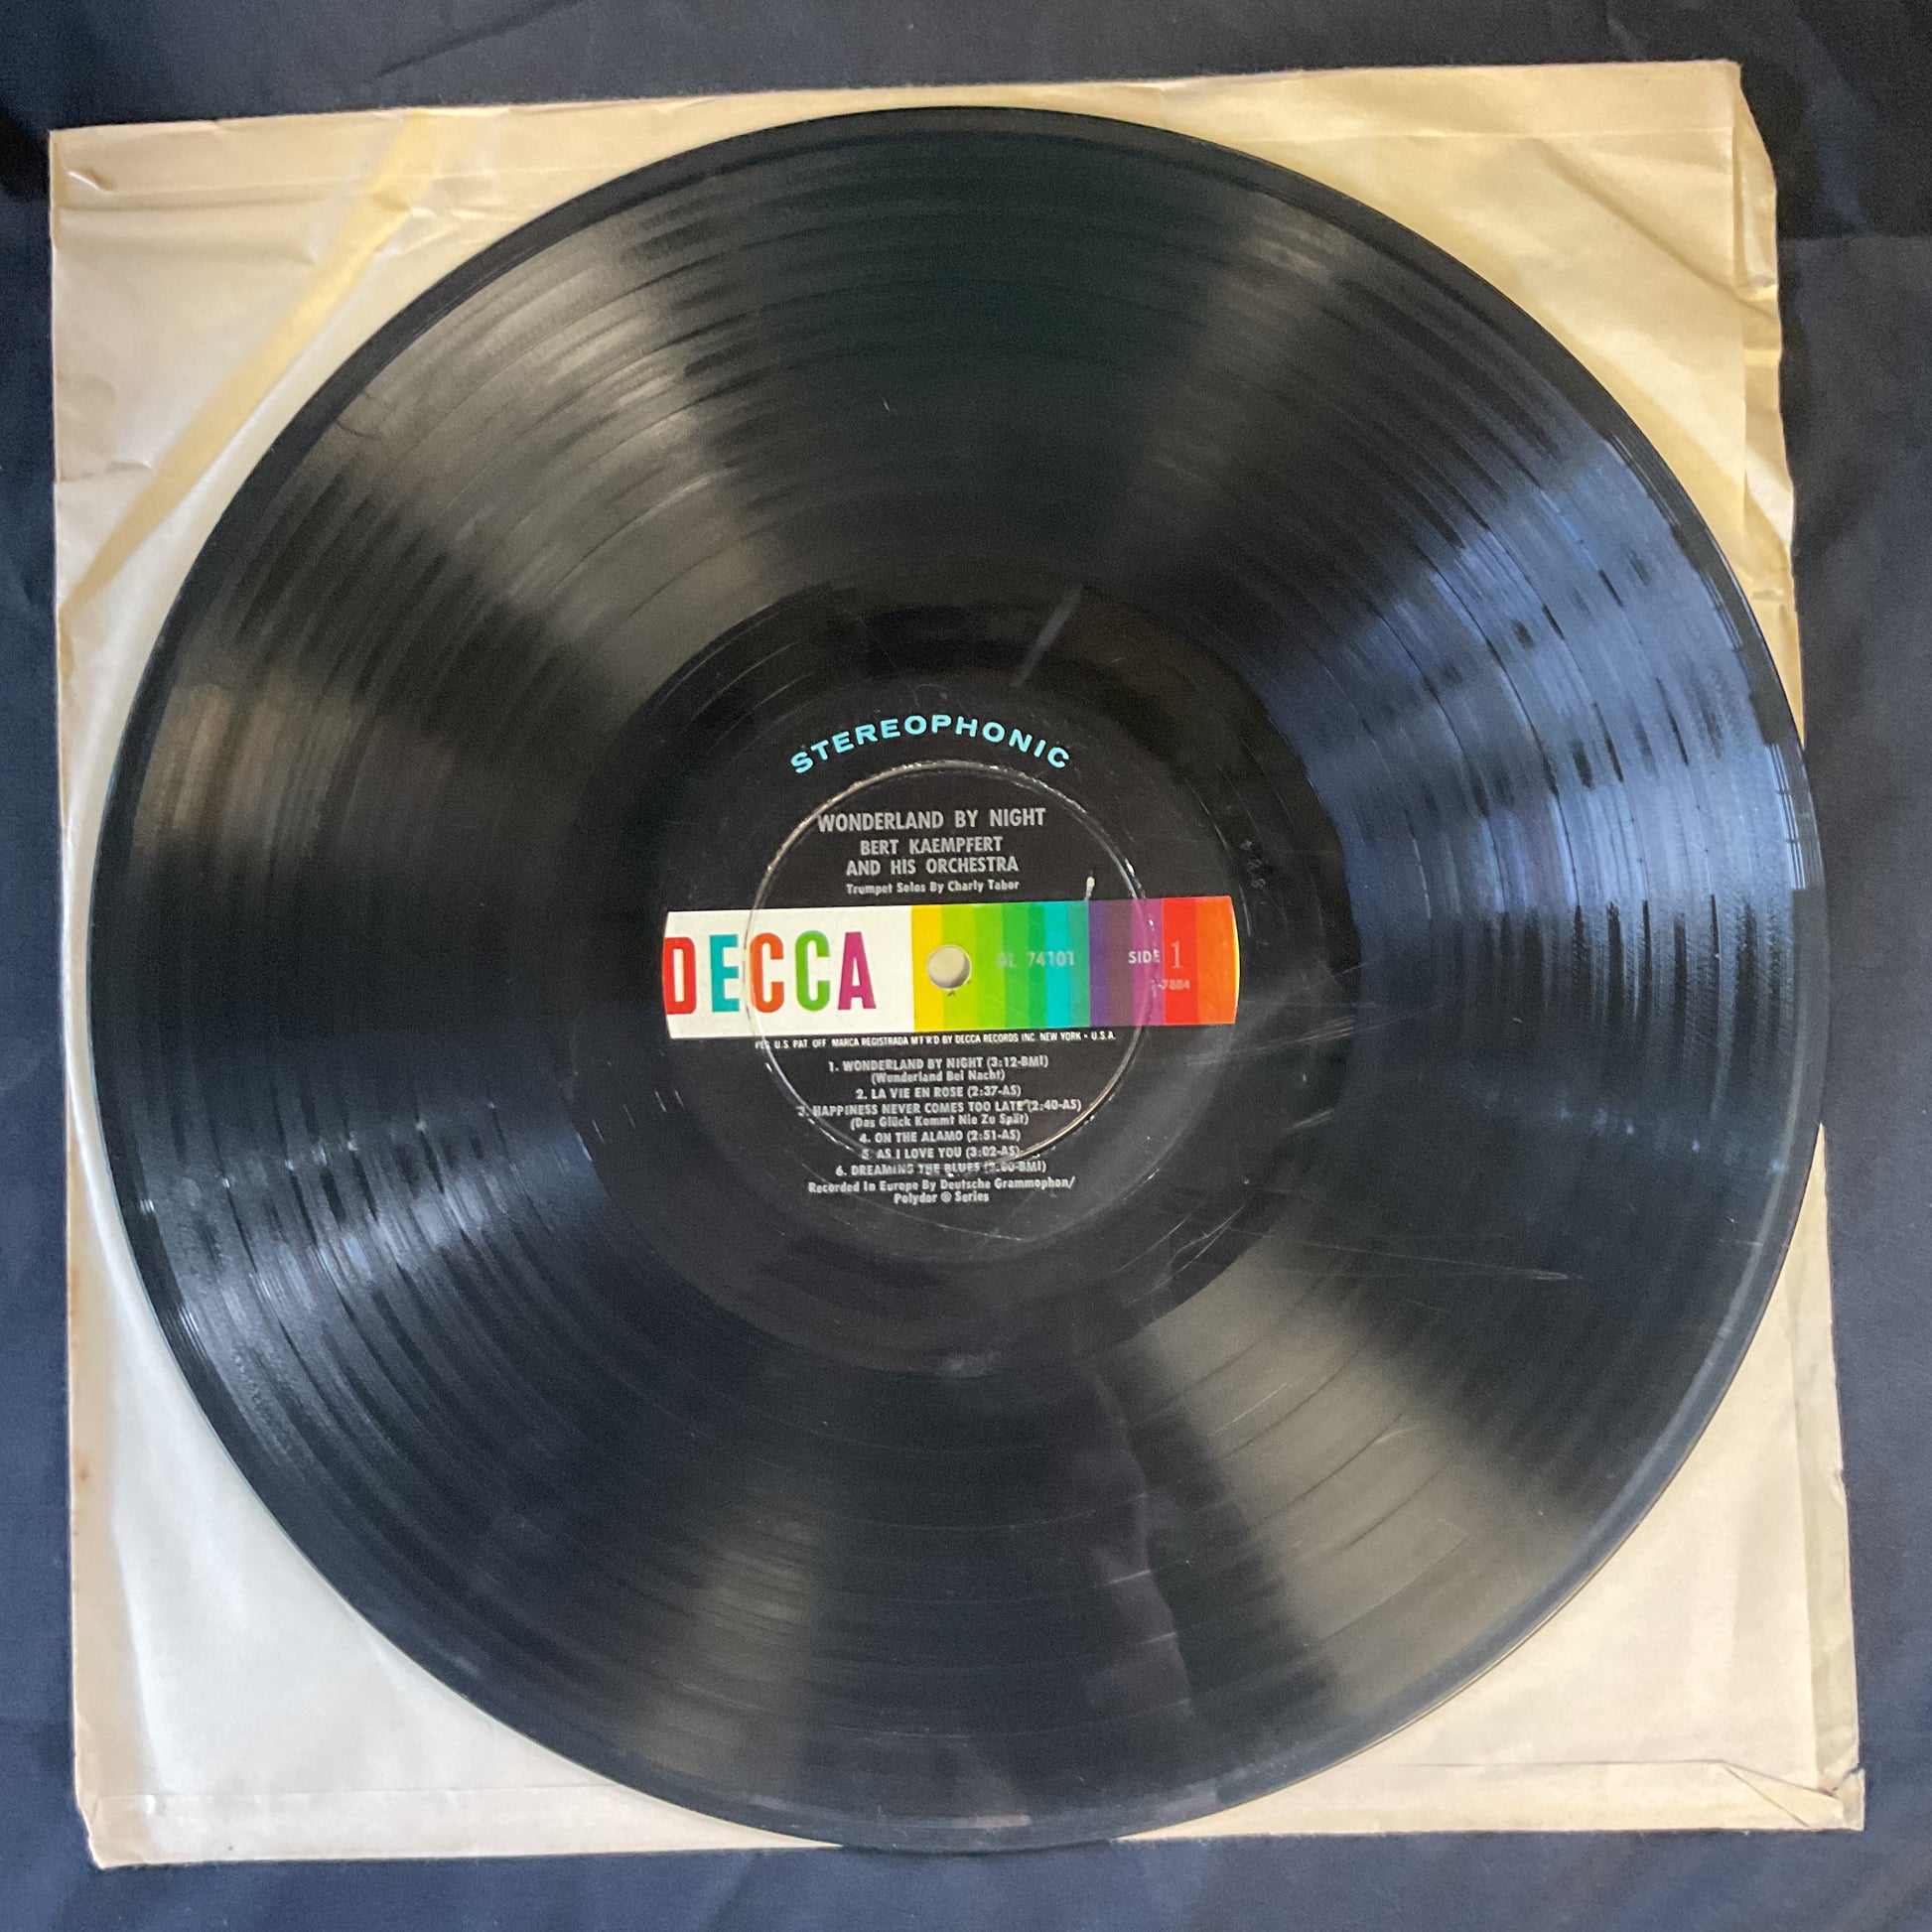 STEREOPHONIC
WONDERLAND BY NIGHT
BERT KAEMPFERT
AND HIS ORCHESTRA
Trumpet Solos By Charly Tabor
DECCA
DL 74101
SIDE 1
U.S. PAT. OFF. MARCA REGISTRADA M'F'R'D BY DECCA RECORDS INC. NEW YORK • U.S.A.
1. WONDERLAND BY NIGHT (3:12-BMI)
(Wunderland Bei Nacht)
2. LA VIE EN ROSE (2:37-AS)
3. HAPPINESS NEVER COMES TOO LATE (2:40-AS)
(Das Glück Kommt Nie Zu Spät)
4. ON THE ALAMO (2:51-AS)
5. AS I LOVE YOU (3:02-AS)
6. DREAMING THE BLUES
Recorded In Europe By Deutsche Grammophon/
Polydor ® Series